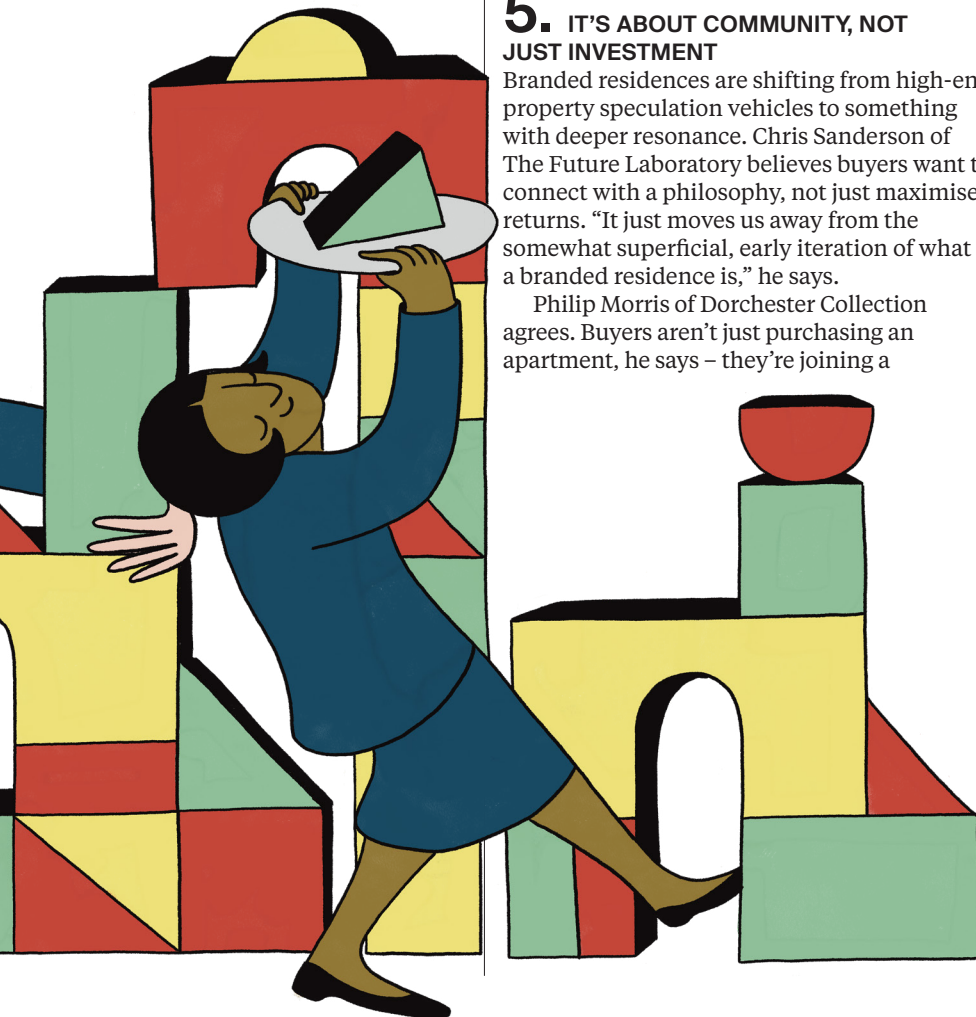 5. IT’S ABOUT COMMUNITY, NOT
JUST INVESTMENT
Branded residences are shifting from
property speculation vehicles to something
with deeper resonance. Chris Sanderson of
The Future Laboratory believes buyers want
connect with a philosophy, not just maximise
returns. “It just moves us away from the
somewhat superficial, early iteration of what
a branded residence is,” he says.
Philip Morris of Dorchester Collection
agrees. Buyers aren’t just purchasing an
apartment, he says – they’re joining a